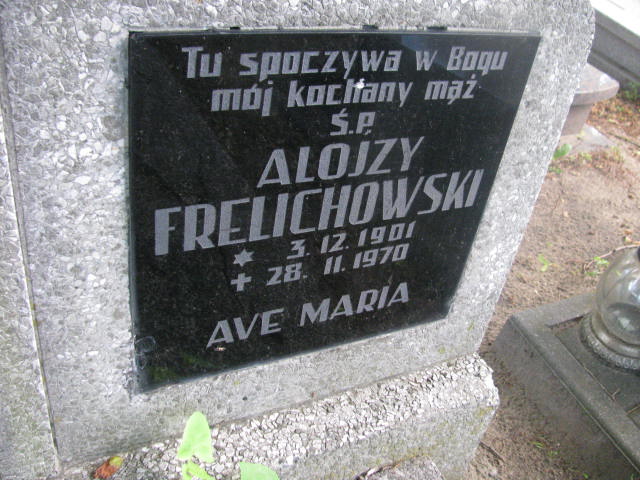 Tu spoczywa w Bogu
mój kochany mąż
Ś.P.
ALOJZY
FRELICHOWSKI
* 3.12.1901
+ 28.11.1970
AVE MARIA